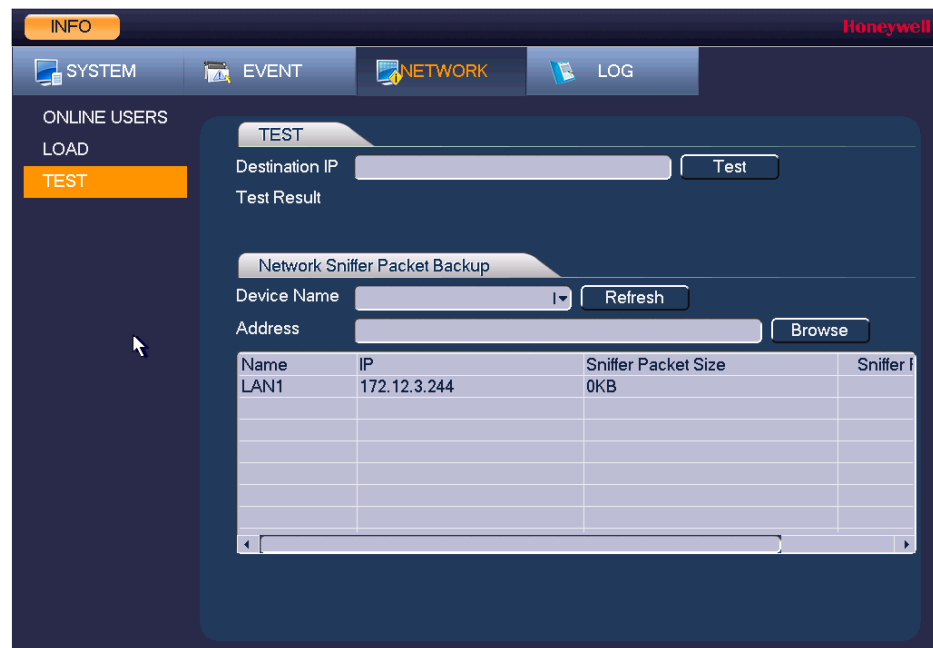 INFO Honeywell
SYSTEM EVENT NETWORK LOG
ONLINE USERS
LOAD
TEST
TEST
Destination IP Test
Test Result
Network Sniffer Packet Backup
Device Name Refresh
Address Browse
Name IP Sniffer Packet Size Sniffer
LAN1 172.12.3.244 0KB